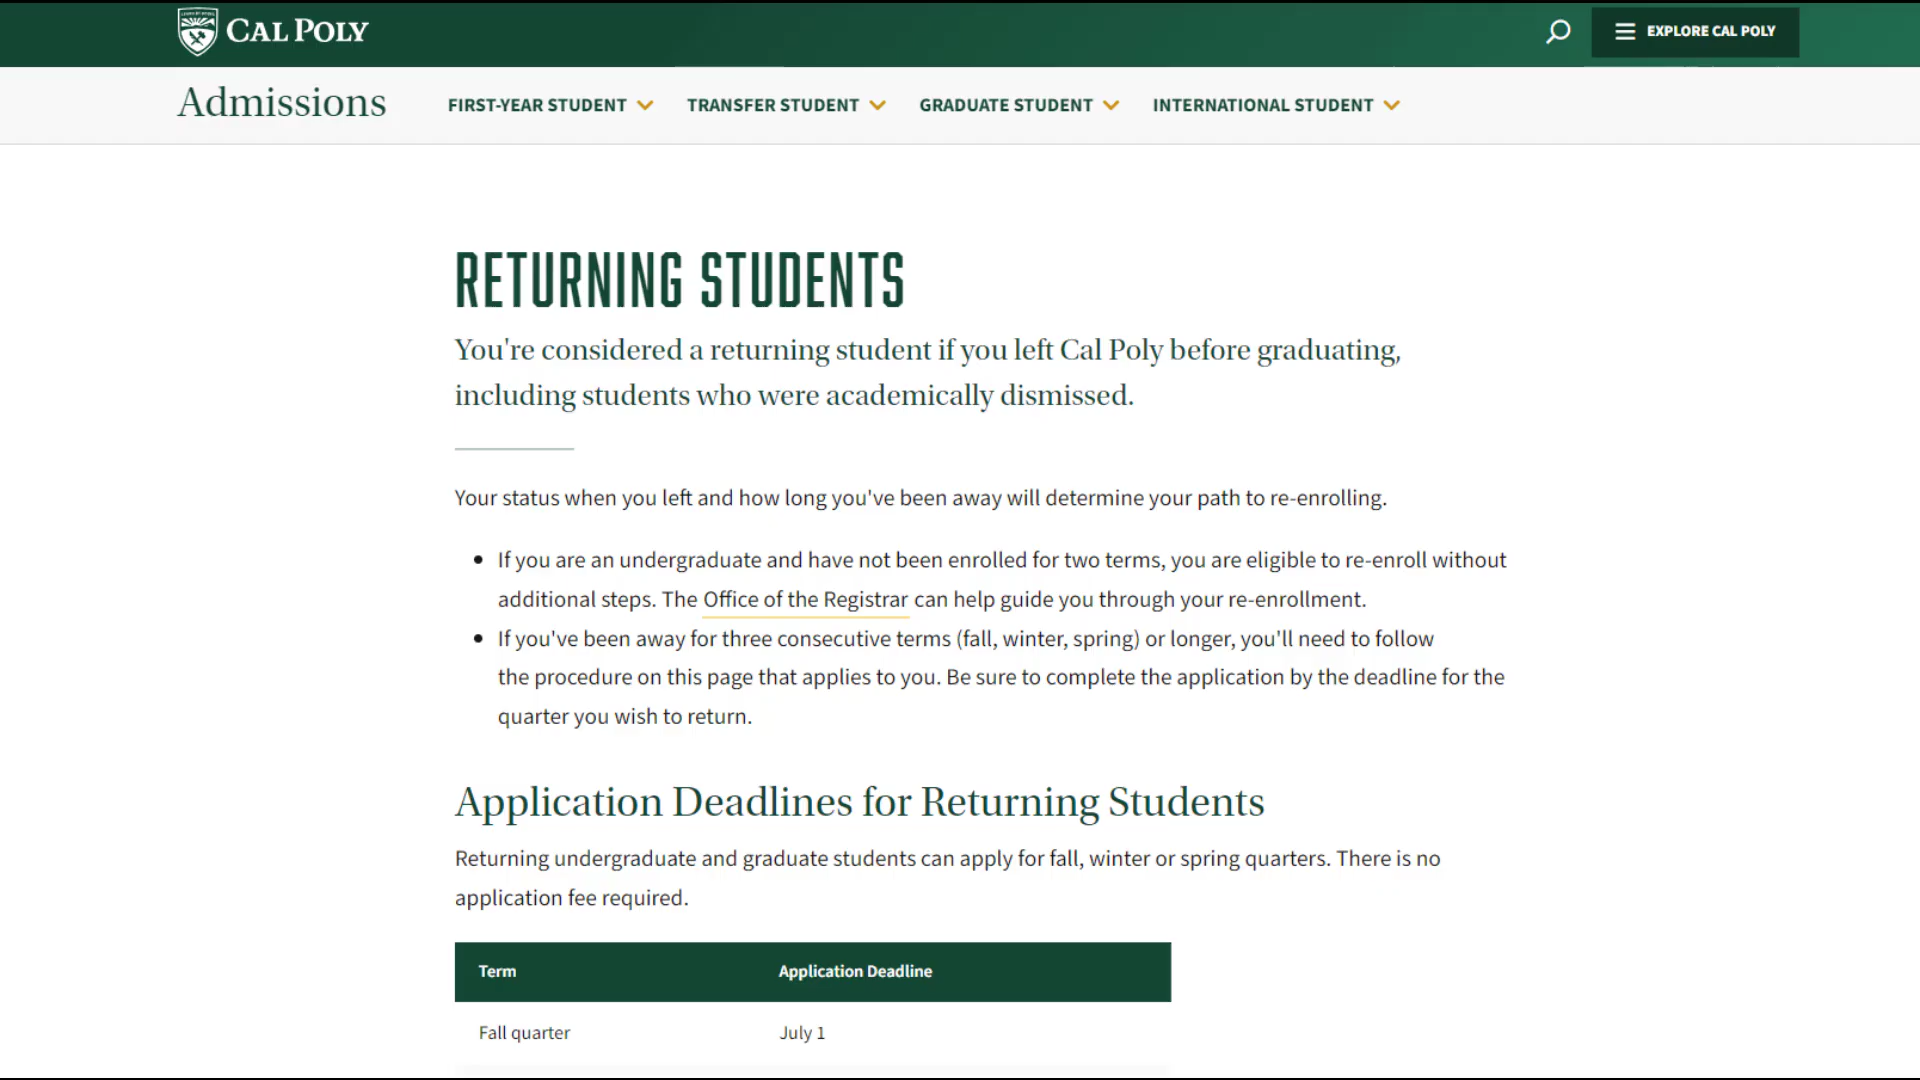 CAL POLY
EXPLORE CAL POLY
Admissions
FIRST-YEAR STUDENT
TRANSFER STUDENT
GRADUATE STUDENT
INTERNATIONAL STUDENT
RETURNING STUDENTS
You're considered a returning student if you left Cal Poly before graduating,
including students who were academically dismissed.
Your status when you left and how long you've been away will determine your path to re-enrolling.
If you are an undergraduate and have not been enrolled for two terms, you are eligible to re-enroll without
additional steps. The Office of the Registrar can help guide you through your re-enrollment.
If you've been away for three consecutive terms (fall, winter, spring) or longer, you'll need to follow
the procedure on this page that applies to you. Be sure to complete the application by the deadline for the
quarter you wish to return.
Application Deadlines for Returning Students
Returning undergraduate and graduate students can apply for fall, winter or spring quarters. There is no
application fee required.
Term Application Deadline
Fall quarter July 1